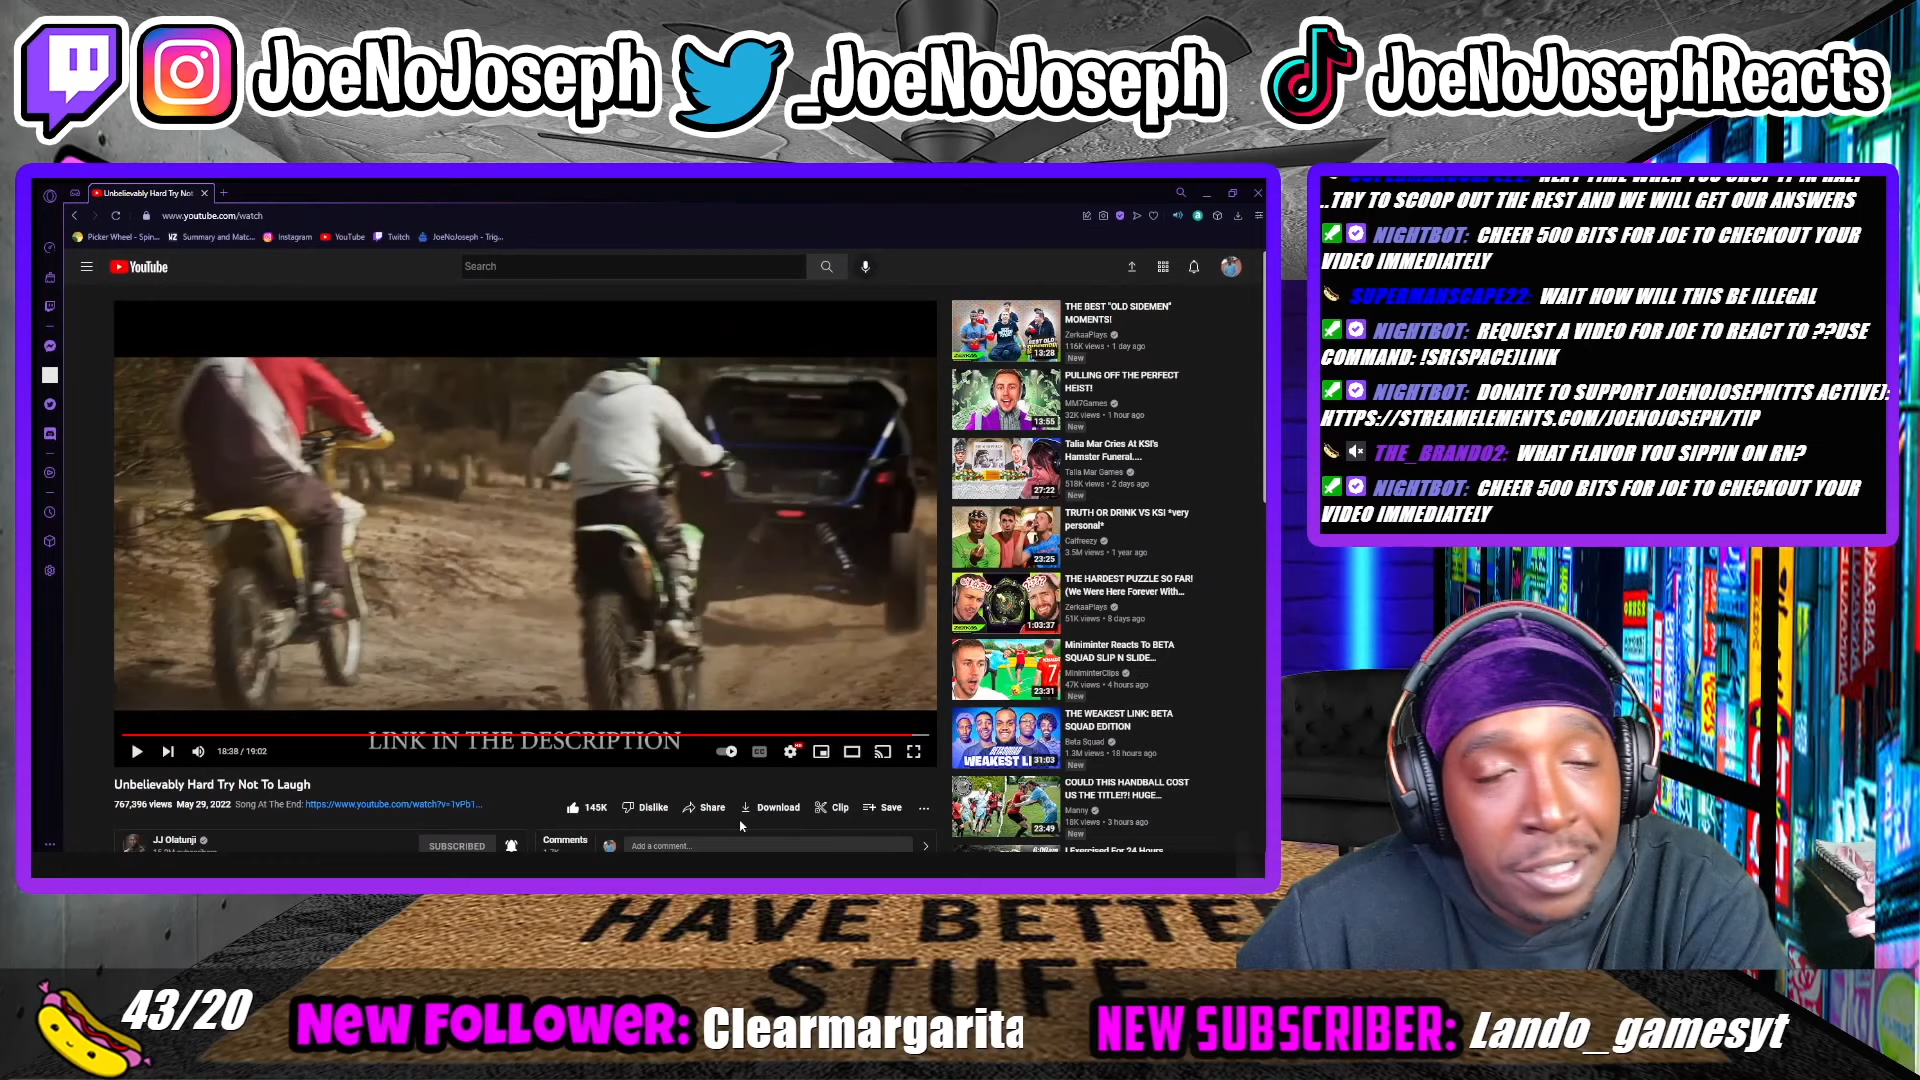 JoeNoJoseph
_JoeNoJoseph
JoeNoJosephReacts
Unbelievably Hard Try Not
www.youtube.com/watch
Picker Wheel - Spin...
Summary and Matc...
Instagram
YouTube
Twitch
JoeNoJoseph - Trig...
YouTube
Search
LINK IN THE DESCRIPTION
18:38 / 19:02
Unbelievably Hard Try Not To Laugh
767,396 views May 29, 2022 Song At The End: https://www.youtube.com/watch?v=1vPb1...
145K
Dislike
Share
Download
Clip
Save
JJ Olatunji
SUBSCRIBED
Comments
Add a comment...
THE BEST "OLD SIDEMEN"
MOMENTS!
ZerkaaPlays
116K views • 1 day ago
New
13:28
PULLING OFF THE PERFECT
HEIST!
MM7Games
32K views • 1 hour ago
New
13:55
Talia Mar Cries At KSI's
Hamster Funeral....
Talia Mar Games
518K views • 2 days ago
New
27:22
TRUTH OR DRINK VS KSI *very
personal*
Calfreezy
3.5M views • 1 year ago
23:25
THE HARDEST PUZZLE SO FAR!
(We Were Here Forever With...
ZerkaaPlays
51K views • 8 days ago
1:03:37
Miniminter Reacts To BETA
SQUAD SLIP N SLIDE...
MiniminterClips
47K views • 4 hours ago
New
23:31
THE WEAKEST LINK: BETA
SQUAD EDITION
Beta Squad
1.3M views • 18 hours ago
New
31:03
COULD THIS HANDBALL COST
US THE TITLE!?! HUGE...
Manny
18K views • 3 hours ago
New
23:49
I Exercised For 24 Hours
..TRY TO SCOOP OUT THE REST AND WE WILL GET OUR ANSWERS
NIGHTBOT: CHEER 500 BITS FOR JOE TO CHECKOUT YOUR
VIDEO IMMEDIATELY
SUPERMANSCAPE22: WAIT HOW WILL THIS BE ILLEGAL
NIGHTBOT: REQUEST A VIDEO FOR JOE TO REACT TO ??USE
COMMAND: !SR(SPACE)LINK
NIGHTBOT: DONATE TO SUPPORT JOENOJOSEPH(TTS ACTIVE):
HTTPS://STREAMELEMENTS.COM/JOENOJOSEPH/TIP
THE_BRANDO2: WHAT FLAVOR YOU SIPPIN ON RN?
NIGHTBOT: CHEER 500 BITS FOR JOE TO CHECKOUT YOUR
VIDEO IMMEDIATELY
HAVE BETTE
STUFF
43/20
NEW FOLLOWER: Clearmargarita
NEW SUBSCRIBER: Lando_gamesyt